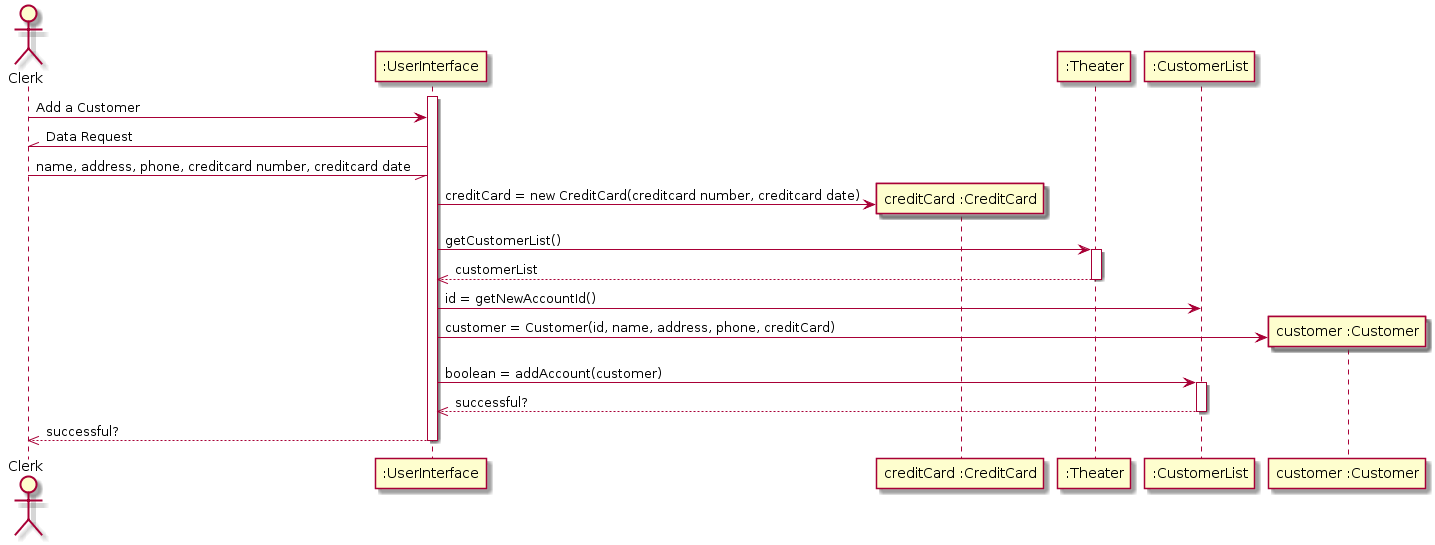 Clerk
:UserInterface
:Theater
:CustomerList
Add a Customer
Data Request
name, address, phone, creditcard number, creditcard date
creditCard = new CreditCard(creditcard number, creditcard date)
creditCard :CreditCard
getCustomerList()
customerList
id = getNewAccountId()
customer = Customer(id, name, address, phone, creditCard)
customer :Customer
boolean = addAccount(customer)
successful?
successful?
Clerk
:UserInterface
creditCard :CreditCard
:Theater
:CustomerList
customer :Customer